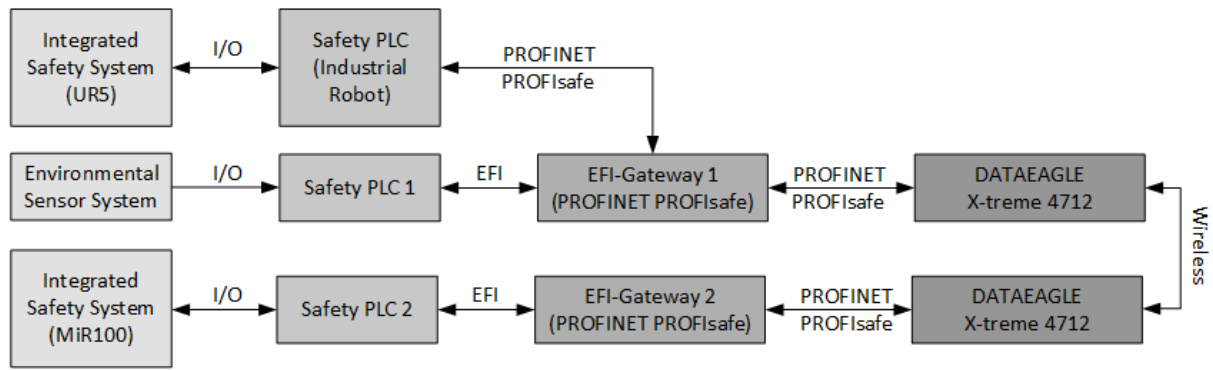 Integrated
Safety System
(UR5)
I/O
Safety PLC
(Industrial
Robot)
PROFINET
PROFIsafe
Environmental
Sensor System
I/O
Safety PLC 1
EFI
EFI-Gateway 1
(PROFINET PROFIsafe)
PROFINET
PROFIsafe
DATAEAGLE
X-treme 4712
Wireless
Integrated
Safety System
(MiR100)
I/O
Safety PLC 2
EFI
EFI-Gateway 2
(PROFINET PROFIsafe)
PROFINET
PROFIsafe
DATAEAGLE
X-treme 4712